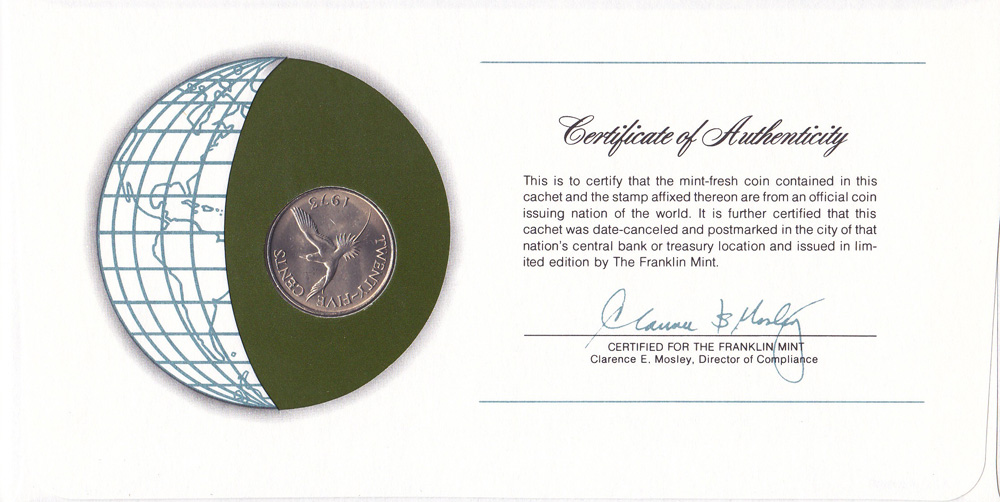 1973
TWENTY-FIVE CENTS
Certificate of Authenticity
This is to certify that the mint-fresh coin contained in this
cachet and the stamp affixed thereon are from an official coin
issuing nation of the world. It is further certified that this
cachet was date-canceled and postmarked in the city of that
nation's central bank or treasury location and issued in lim-
ited edition by The Franklin Mint.
CERTIFIED FOR THE FRANKLIN MINT
Clarence E. Mosley, Director of Compliance